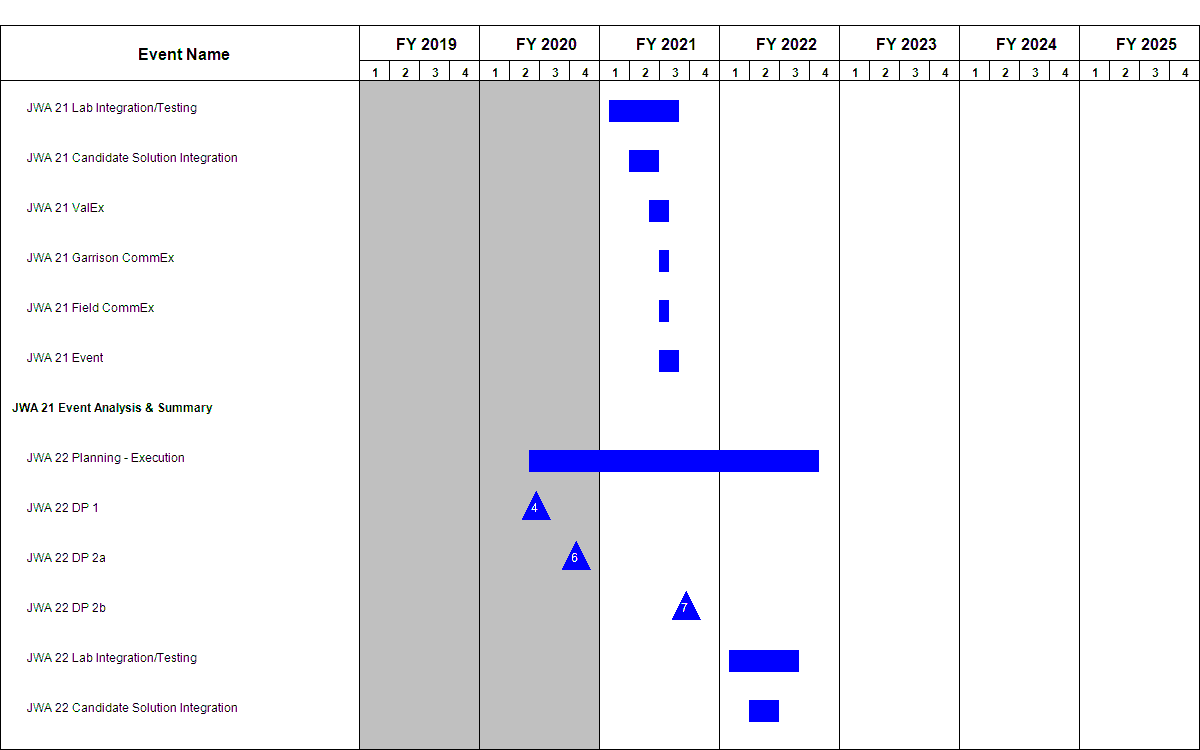 Event Name FY 2019 FY 2020 FY 2021 FY 2022 FY 2023 FY 2024 FY 2025
1 2 3 4 1 2 3 4 1 2 3 4 1 2 3 4 1 2 3 4 1 2 3 4 1 2 3 4
JWA 21 Lab Integration/Testing
JWA 21 Candidate Solution Integration
JWA 21 ValEx
JWA 21 Garrison CommEx
JWA 21 Field CommEx
JWA 21 Event
JWA 21 Event Analysis & Summary
JWA 22 Planning - Execution
JWA 22 DP 1 4
JWA 22 DP 2a 6
JWA 22 DP 2b 7
JWA 22 Lab Integration/Testing
JWA 22 Candidate Solution Integration